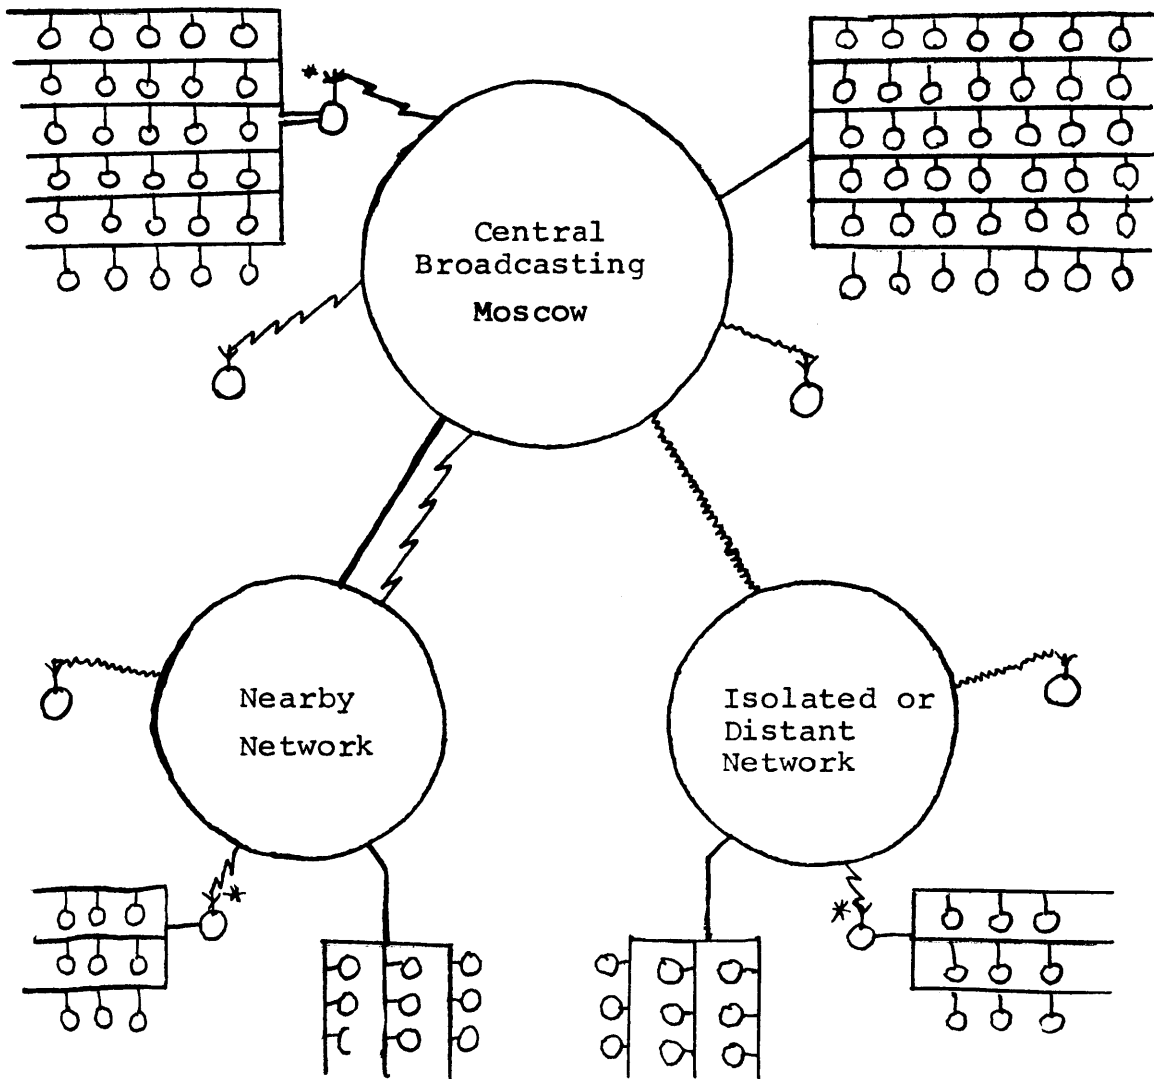 Central
Broadcasting
Moscow
Nearby
Network
Isolated or
Distant
Network